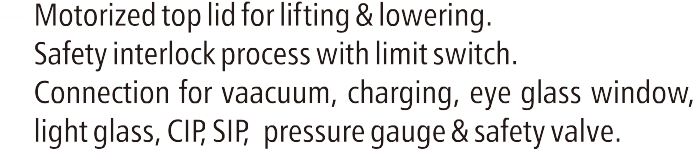 Motorized top lid for lifting & lowering.
Safety interlock process with limit switch.
Connection for vaacuum, charging, eye glass window,
light glass, CIP, SIP, pressure gauge & safety valve.